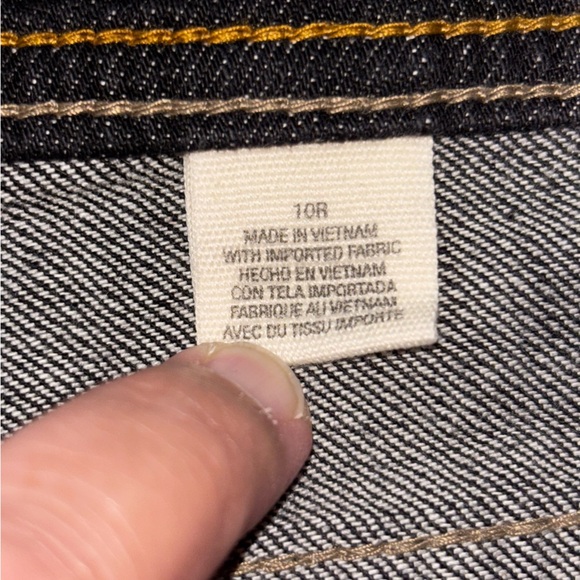 10R
MADE IN VIETNAM
WITH IMPORTED FABRIC
HECHO EN VIETNAM
CON TELA IMPORTADA
FABRIQUE AU VIETNAM
AVEC DU TISSU IMPORTE